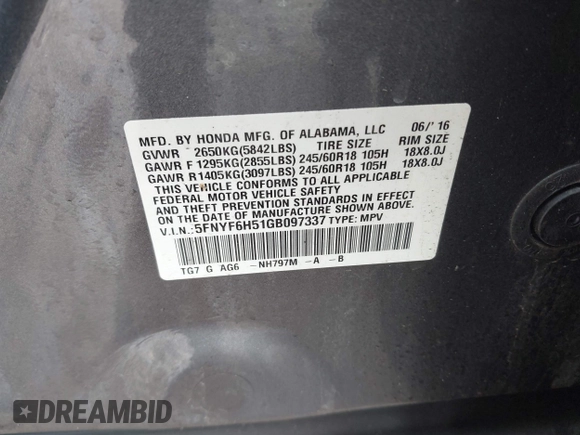 MFD. BY HONDA MFG. OF ALABAMA, LLC 06/'16
GVWR 2650KG(5842LBS) TIRE SIZE RIM SIZE
GAWR F 1295KG(2855LBS) 245/60R18 105H 18X8.0J
GAWR R 1405KG(3097LBS) 245/60R18 105H 18X8.0J
THIS VEHICLE CONFORMS TO ALL APPLICABLE
FEDERAL MOTOR VEHICLE SAFETY, BUMPER,
AND THEFT PREVENTION STANDARDS IN EFFECT
ON THE DATE OF MANUFACTURE SHOWN ABOVE.
V.I.N.: 5FNYF6H51GB097337 TYPE: MPV
TG7 G AG6 -NH797M -A -B
DREAMBID